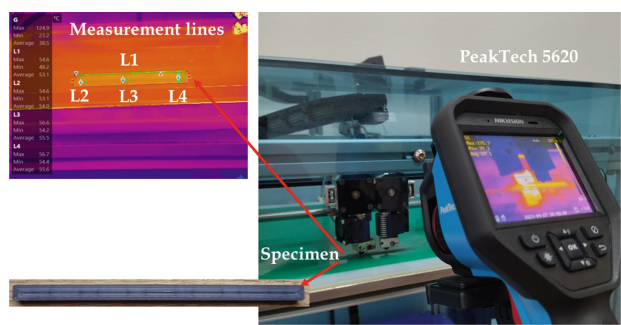 °C
G
Max 124.9
Min 23.2
Average 38.5
L1
Max 54.6
Min 48.2
Average 53.1
L2
Max 54.6
Min 53.1
Average 54.0
L3
Max 56.6
Min 54.2
Average 55.5
L4
Max 56.7
Min 54.4
Average 55.6
Measurement lines
L1
L2 L3 L4
PeakTech 5620
HIKVISION
OK
Specimen